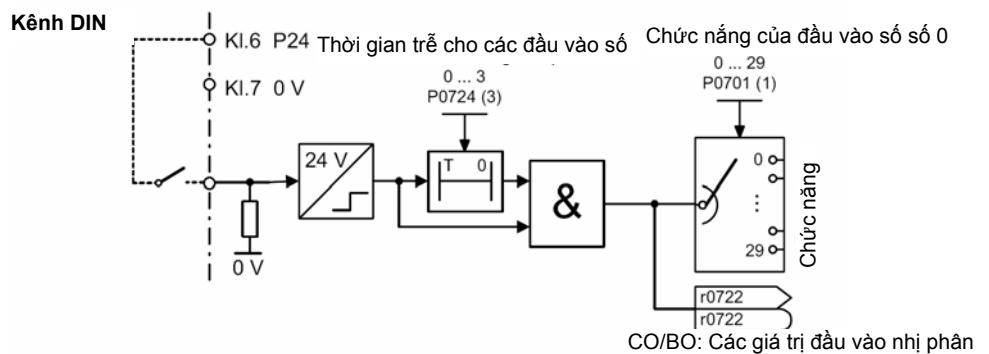 Kênh DIN
Kl.6 P24
Thời gian trễ cho các đầu vào số
Chức nắng của đầu vào số số 0
Kl.7 0 V
0 ... 3
P0724 (3)
0 ... 29
P0701 (1)
24 V
T 0
&
0
29
Chức năng
0 V
r0722
r0722
CO/BO: Các giá trị đầu vào nhị phân